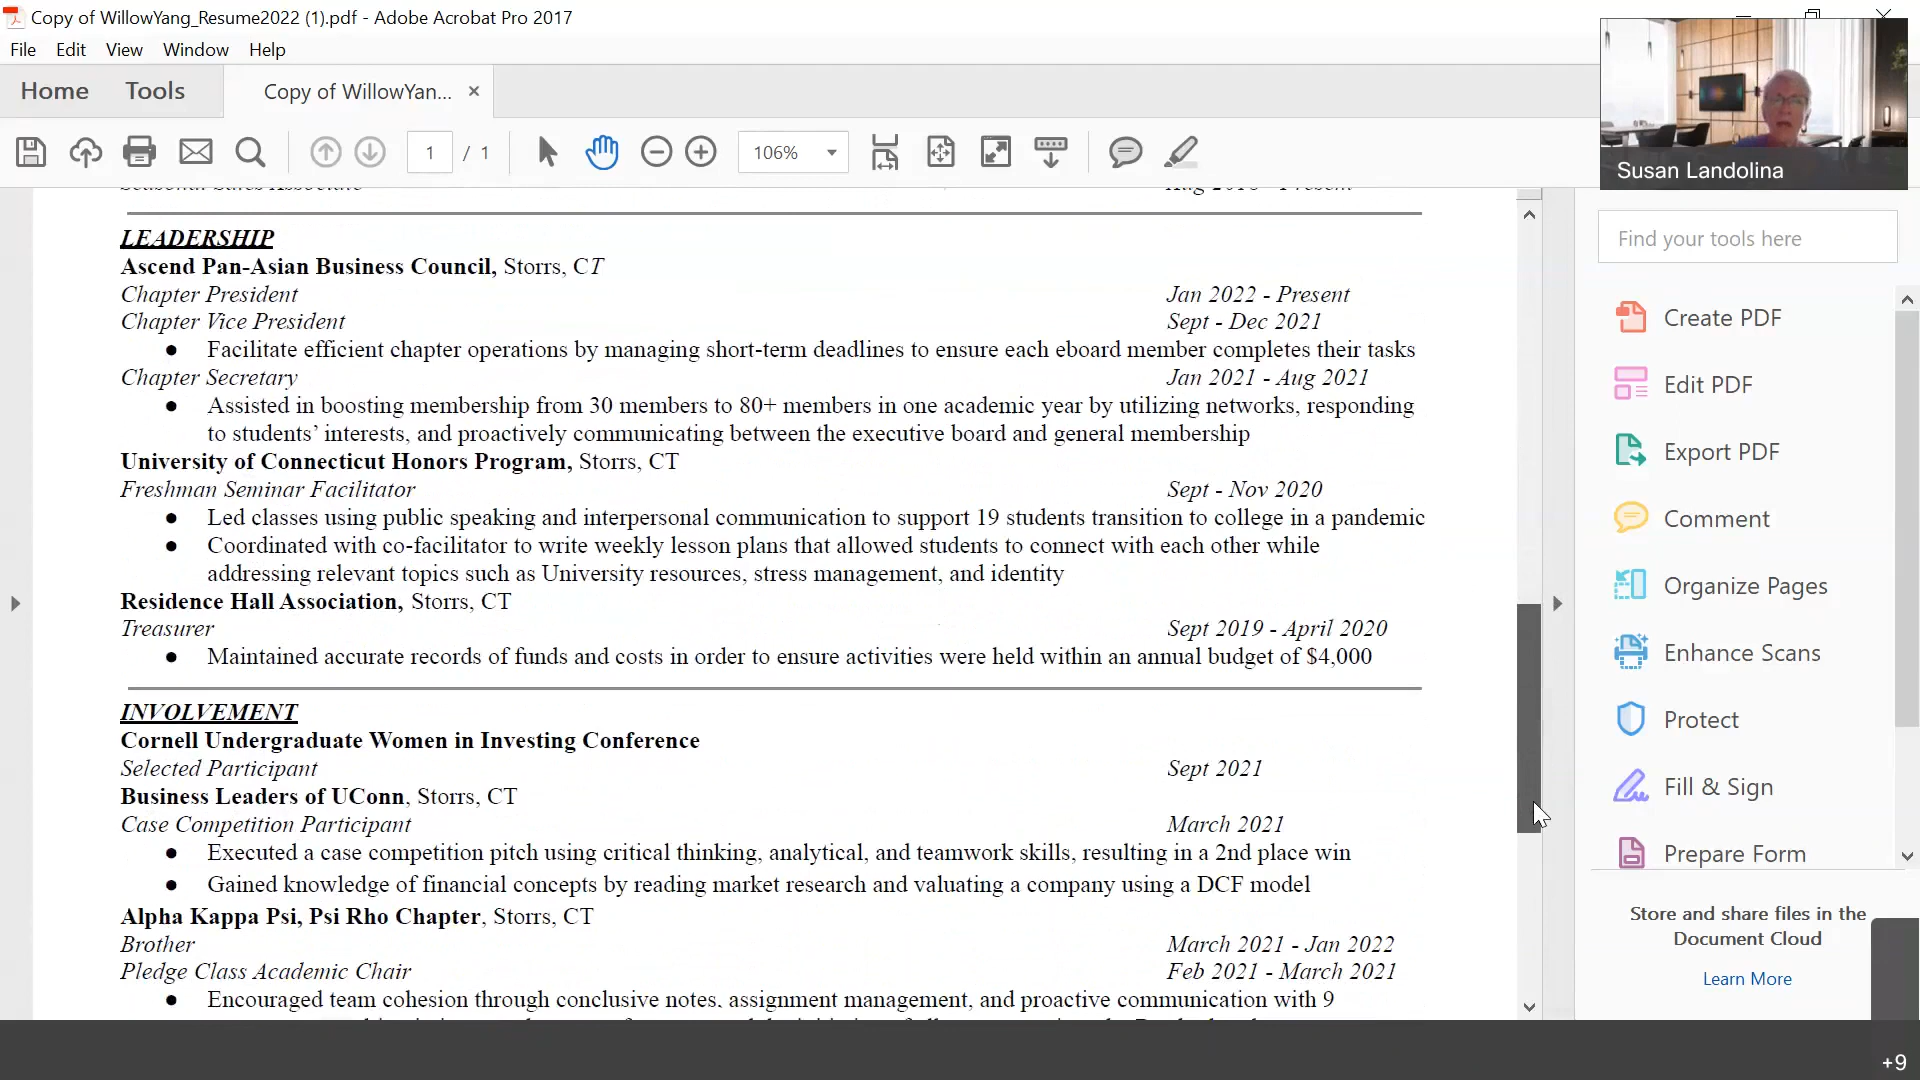 Copy of WillowYang_Resume2022 (1).pdf - Adobe Acrobat Pro 2017
File Edit View Window Help
Home Tools Copy of WillowYan... ×
1 / 1 106%
Susan Landolina
Seasonal Sales Associate Aug 2018 - Present
LEADERSHIP
Ascend Pan-Asian Business Council, Storrs, CT
Chapter President Jan 2022 - Present
Chapter Vice President Sept - Dec 2021
● Facilitate efficient chapter operations by managing short-term deadlines to ensure each eboard member completes their tasks
Chapter Secretary Jan 2021 - Aug 2021
● Assisted in boosting membership from 30 members to 80+ members in one academic year by utilizing networks, responding
to students’ interests, and proactively communicating between the executive board and general membership
University of Connecticut Honors Program, Storrs, CT
Freshman Seminar Facilitator Sept - Nov 2020
● Led classes using public speaking and interpersonal communication to support 19 students transition to college in a pandemic
● Coordinated with co-facilitator to write weekly lesson plans that allowed students to connect with each other while
addressing relevant topics such as University resources, stress management, and identity
Residence Hall Association, Storrs, CT
Treasurer Sept 2019 - April 2020
● Maintained accurate records of funds and costs in order to ensure activities were held within an annual budget of $4,000
INVOLVEMENT
Cornell Undergraduate Women in Investing Conference
Selected Participant Sept 2021
Business Leaders of UConn, Storrs, CT
Case Competition Participant March 2021
● Executed a case competition pitch using critical thinking, analytical, and teamwork skills, resulting in a 2nd place win
● Gained knowledge of financial concepts by reading market research and valuating a company using a DCF model
Alpha Kappa Psi, Psi Rho Chapter, Storrs, CT
Brother March 2021 - Jan 2022
Pledge Class Academic Chair Feb 2021 - March 2021
● Encouraged team cohesion through conclusive notes, assignment management, and proactive communication with 9
Find your tools here
Create PDF
Edit PDF
Export PDF
Comment
Organize Pages
Enhance Scans
Protect
Fill & Sign
Prepare Form
Store and share files in the
Document Cloud
Learn More
+9